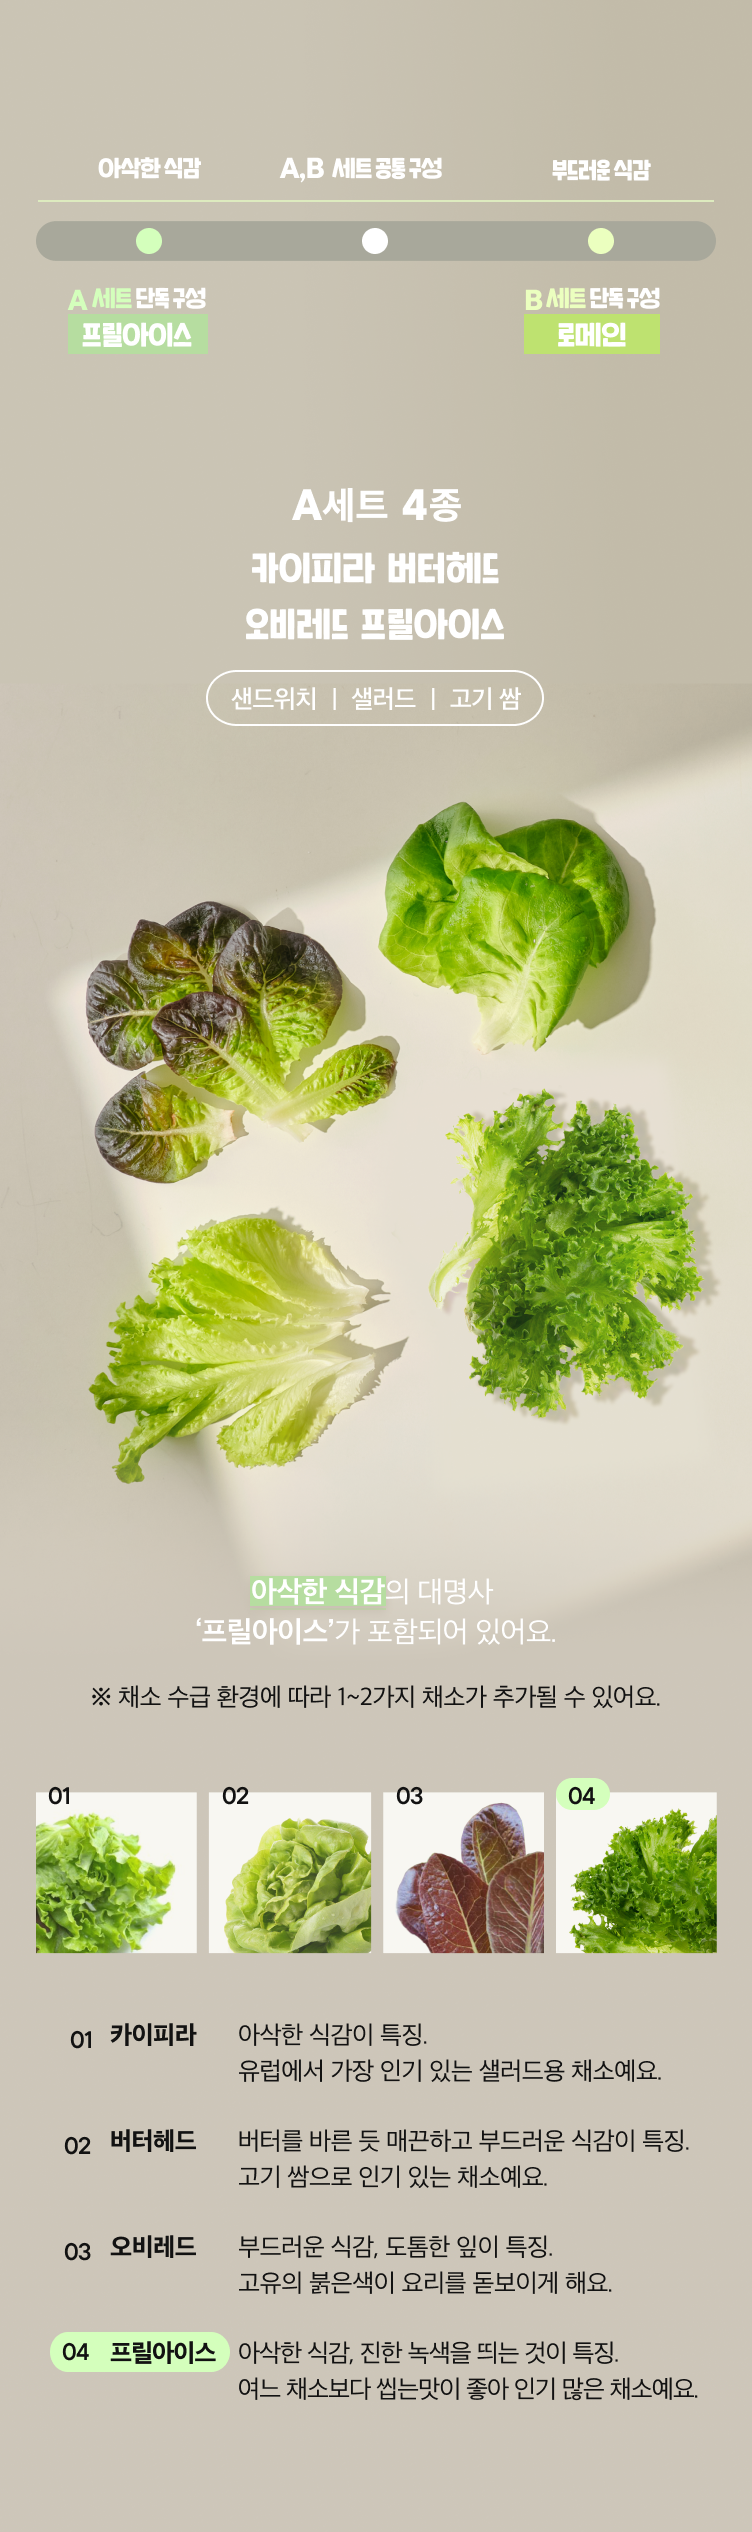 아삭한 식감
A,B 세트 공통 구성
부드러운 식감
A 세트 단독 구성
프릴아이스
B 세트 단독 구성
로메인
A세트 4종
카이피라 버터헤드
오비레드 프릴아이스
샌드위치 | 샐러드 | 고기 쌈
아삭한 식감의 대명사
‘프릴아이스’가 포함되어 있어요.
※ 채소 수급 환경에 따라 1~2가지 채소가 추가될 수 있어요.
01
02
03
04
01 카이피라 아삭한 식감이 특징.
유럽에서 가장 인기 있는 샐러드용 채소예요.
02 버터헤드 버터를 바른 듯 매끈하고 부드러운 식감이 특징.
고기 쌈으로 인기 있는 채소예요.
03 오비레드 부드러운 식감, 도톰한 잎이 특징.
고유의 붉은색이 요리를 돋보이게 해요.
04 프릴아이스 아삭한 식감, 진한 녹색을 띄는 것이 특징.
여느 채소보다 씹는맛이 좋아 인기 많은 채소예요.